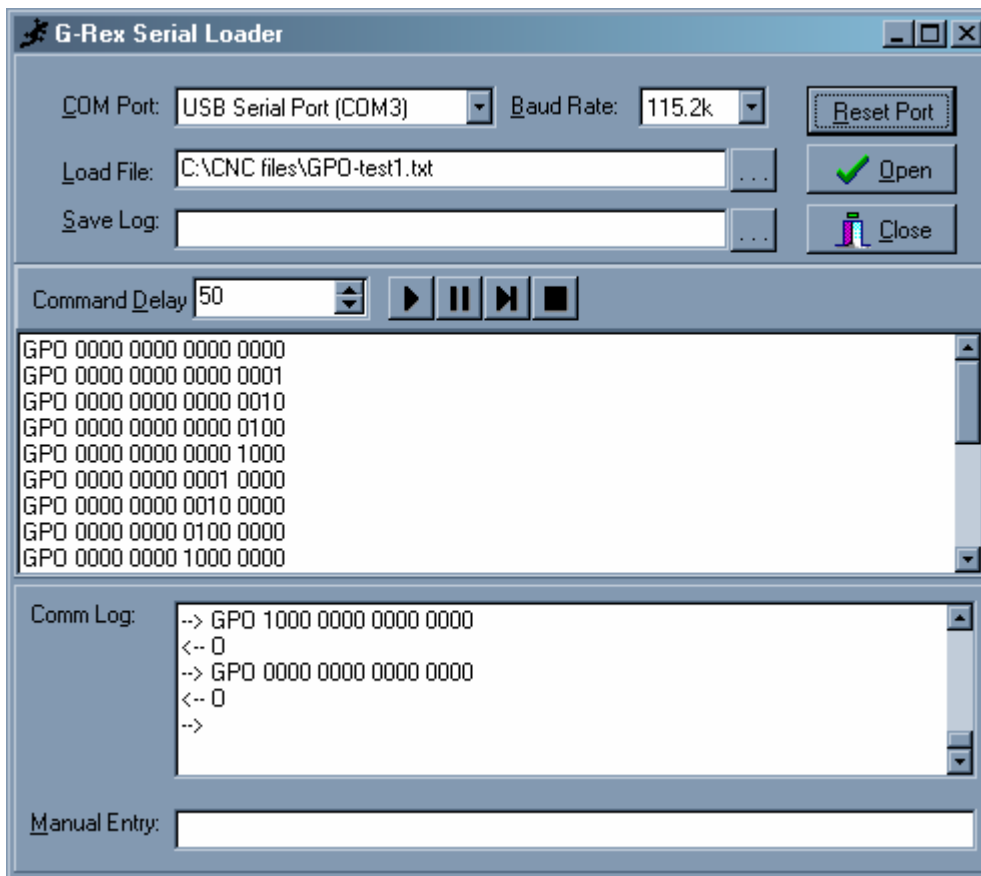 G-Rex Serial Loader
COM Port: USB Serial Port (COM3) Baud Rate: 115.2k Reset Port
Load File: C:\CNC files\GPO-test1.txt ... Open
Save Log: ... Close
Command Delay 50
GPO 0000 0000 0000 0000
GPO 0000 0000 0000 0001
GPO 0000 0000 0000 0010
GPO 0000 0000 0000 0100
GPO 0000 0000 0000 1000
GPO 0000 0000 0001 0000
GPO 0000 0000 0010 0000
GPO 0000 0000 0100 0000
GPO 0000 0000 1000 0000
Comm Log:
--> GPO 1000 0000 0000 0000
<-- O
--> GPO 0000 0000 0000 0000
<-- O
-->
Manual Entry: